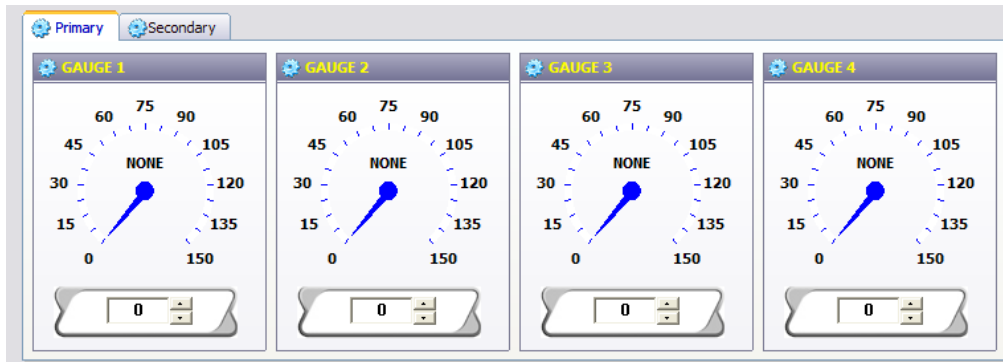 Primary Secondary
GAUGE 1 GAUGE 2 GAUGE 3 GAUGE 4
75 75 75 75
60 90 60 90 60 90 60 90
45 105 45 105 45 105 45 105
NONE NONE NONE NONE
30 120 30 120 30 120 30 120
15 135 15 135 15 135 15 135
0 150 0 150 0 150 0 150
0 0 0 0